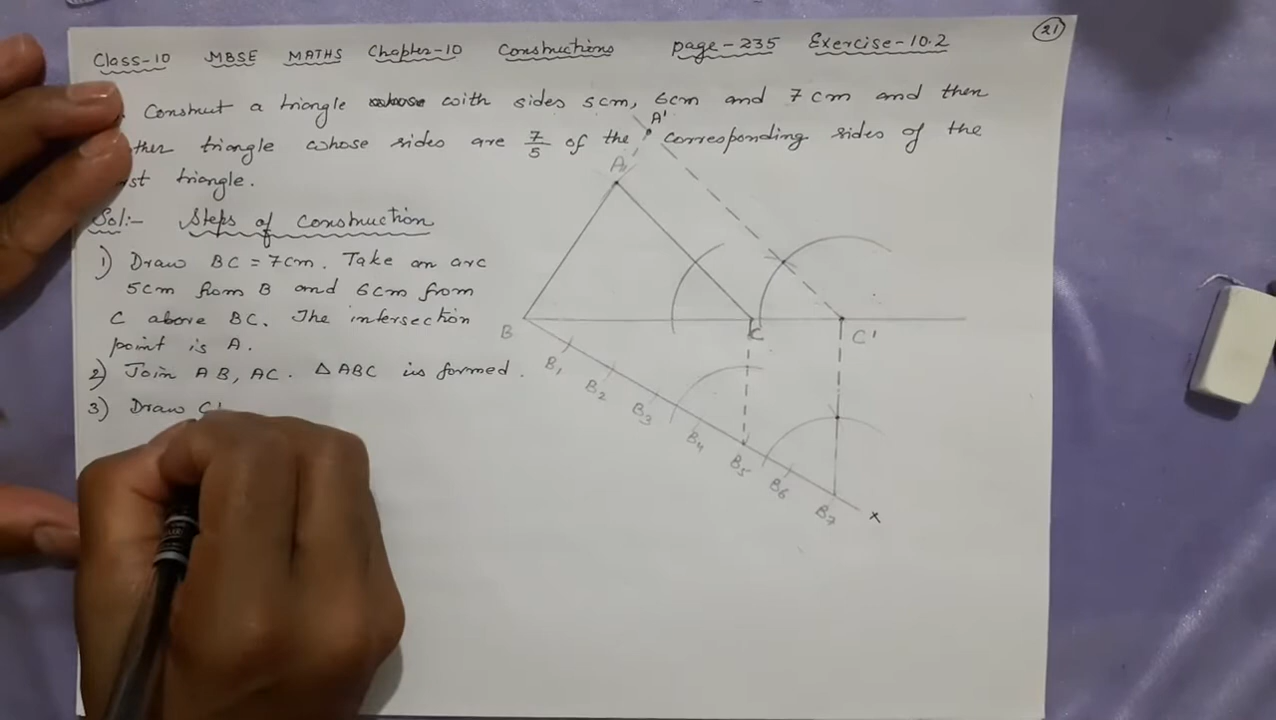 21
Class-10 MBSE MATHS Chapter-10 Constructions page-235 Exercise-10.2
Construct a triangle with sides 5cm, 6cm and 7cm and then
ther triangle whose sides are 7/5 of the corresponding sides of the
st triangle.
Sol:- Steps of construction
1) Draw BC = 7cm. Take an arc
5cm from B and 6cm from
C above BC. The intersection
point is A.
2) Join AB, AC. △ABC is formed.
3) Draw
A'
A
B
C
C'
B1
B2
B3
B4
B5
B6
B7
x